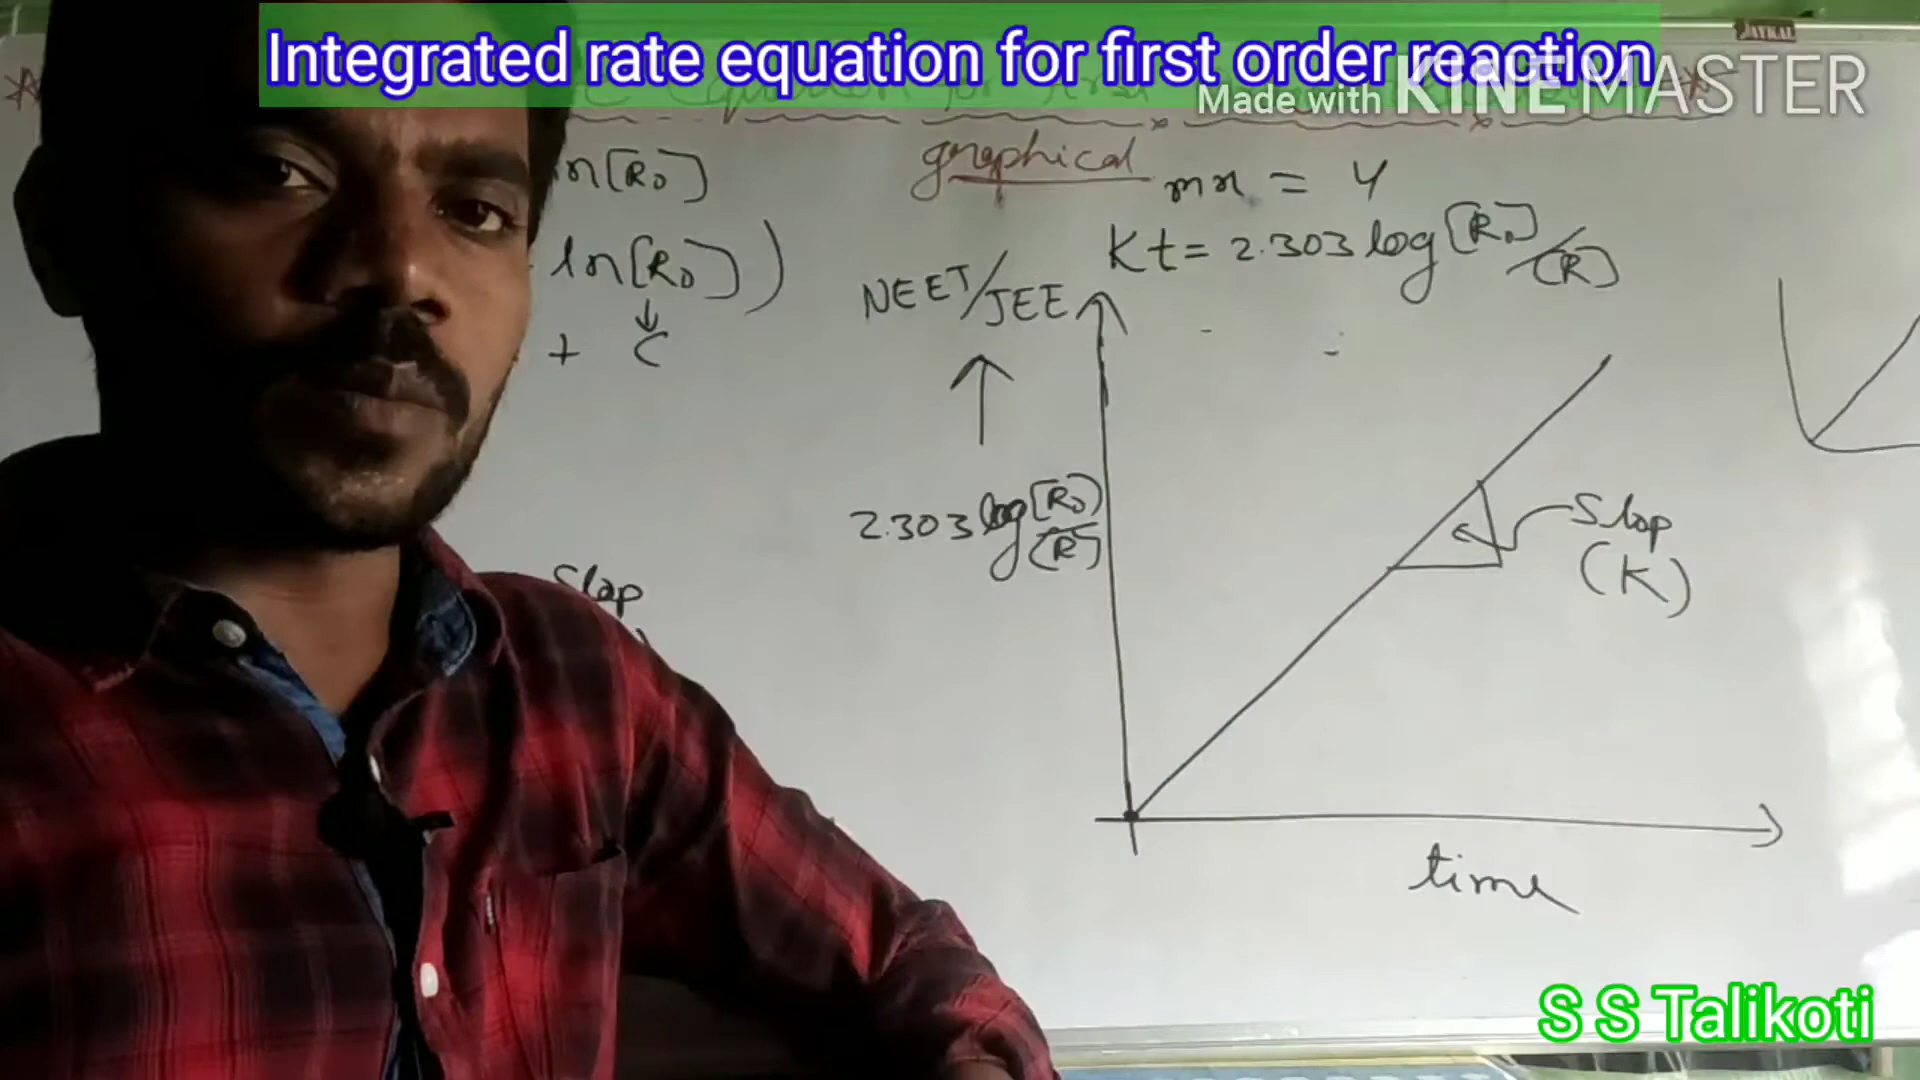 Integrated rate equation for first order reaction
Made with KINEMASTER
ln[R₀]
graphical
mx = y
ln[R₀])
Kt = 2.303 log [R₀]/[R]
NEET/JEE
+ C
2.303 log [R₀]/[R]
Slop
(K)
Slop
time
S S Talikoti